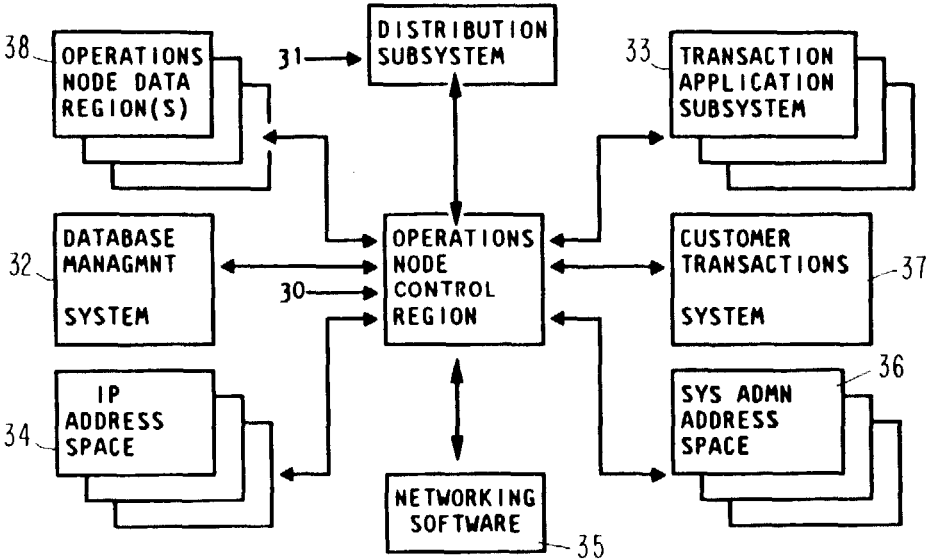 38
OPERATIONS
NODE DATA
REGION(S)
31
DISTRIBUTION
SUBSYSTEM
33
TRANSACTION
APPLICATION
SUBSYSTEM
32
DATABASE
MANAGMNT
SYSTEM
30
OPERATIONS
NODE
CONTROL
REGION
CUSTOMER
TRANSACTIONS
SYSTEM
37
34
IP
ADDRESS
SPACE
NETWORKING
SOFTWARE
35
SYS ADMN
ADDRESS
SPACE
36